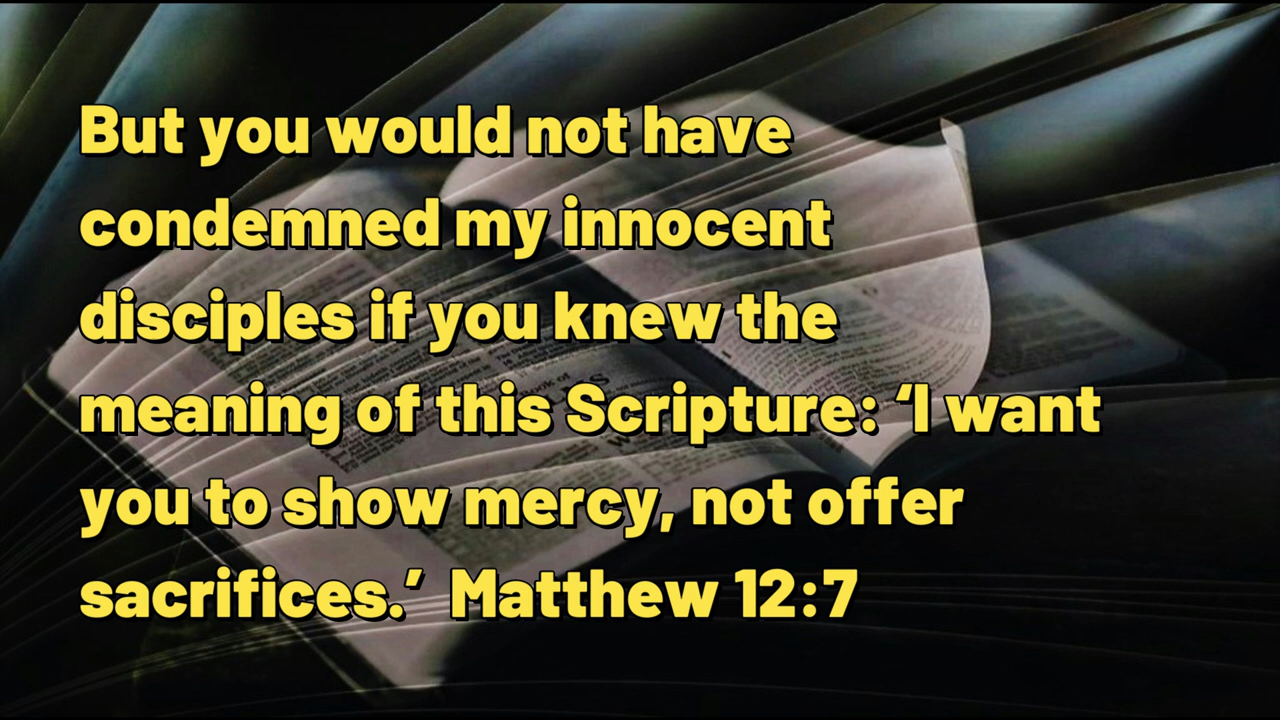 But you would not have
condemned my innocent
disciples if you knew the
meaning of this Scripture: ‘I want
you to show mercy, not offer
sacrifices.’ Matthew 12:7